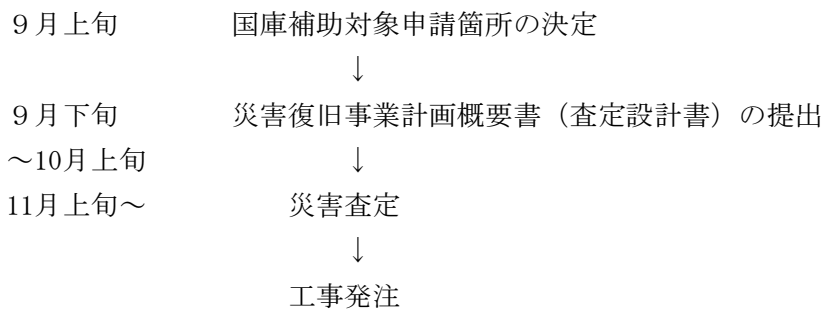 ９月上旬　国庫補助対象申請箇所の決定
↓
９月下旬　災害復旧事業計画概要書（査定設計書）の提出
～10月上旬　↓
11月上旬～　災害査定
↓
工事発注